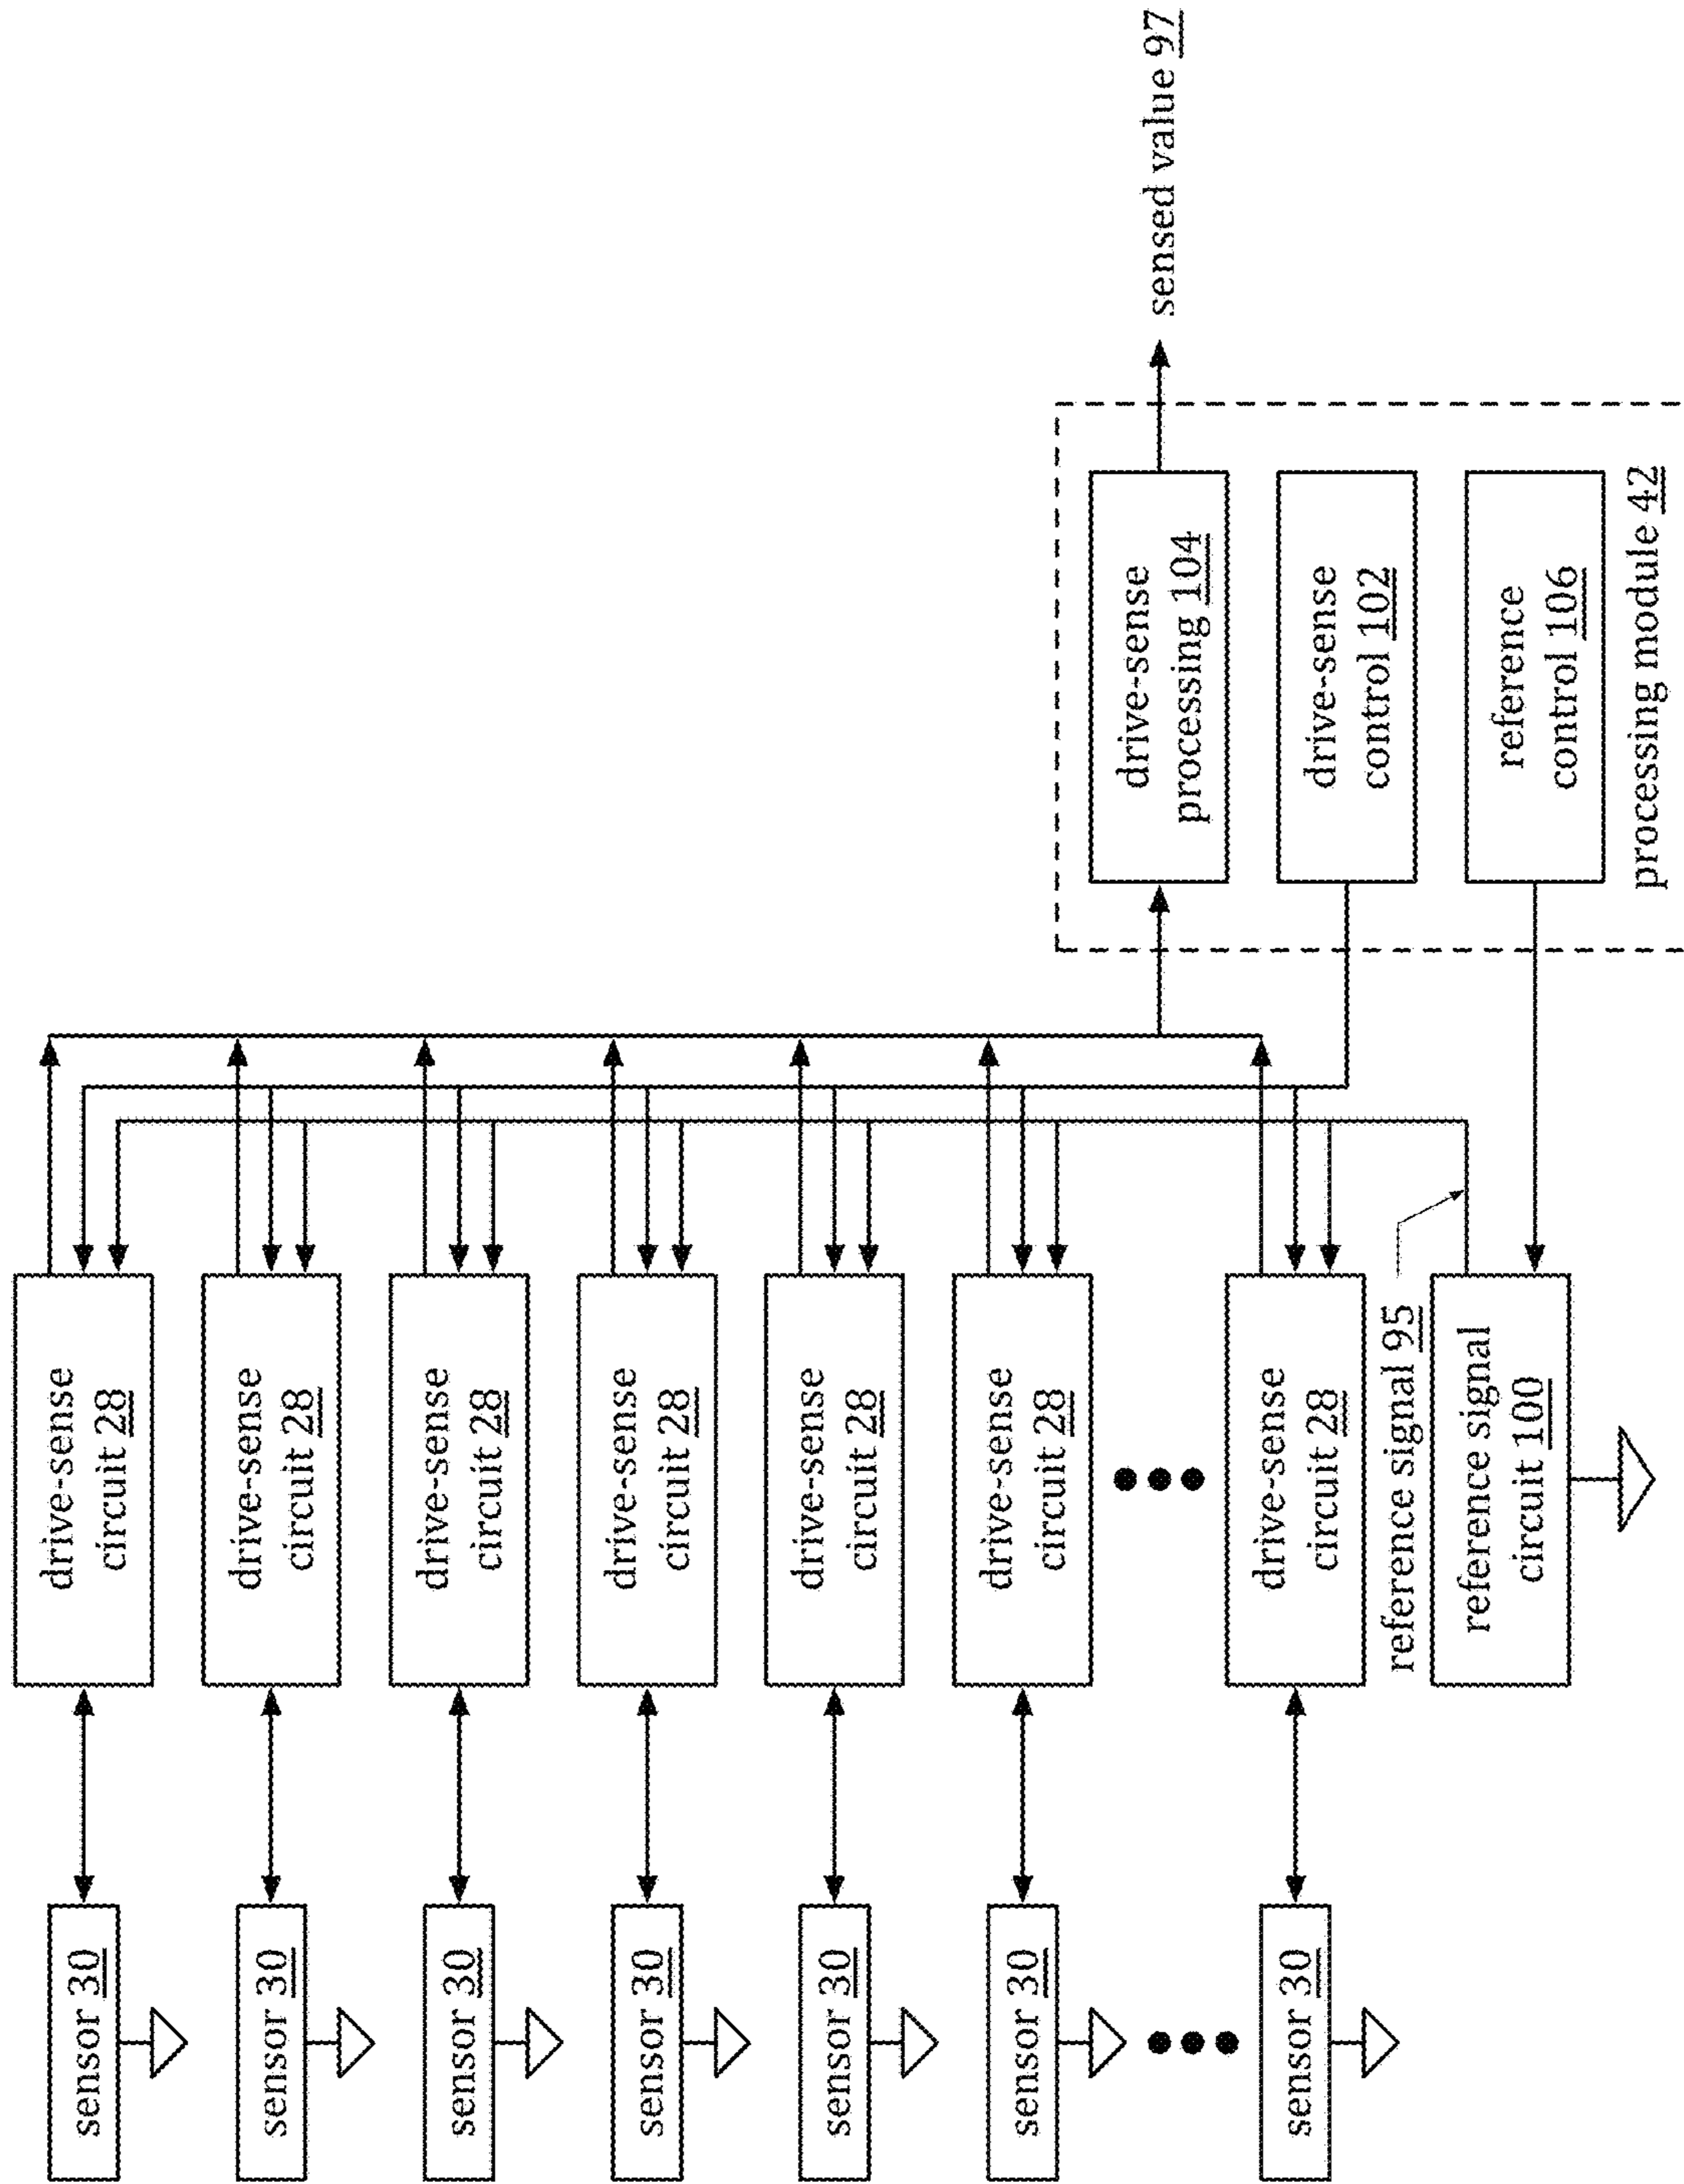 sensor 30
drive-sense
circuit 28
sensor 30
drive-sense
circuit 28
sensor 30
drive-sense
circuit 28
sensor 30
drive-sense
circuit 28
sensor 30
drive-sense
circuit 28
sensor 30
drive-sense
circuit 28
sensor 30
drive-sense
circuit 28
reference signal 95
reference signal
circuit 100
drive-sense
processing 104
drive-sense
control 102
reference
control 106
processing module 42
sensed value 97